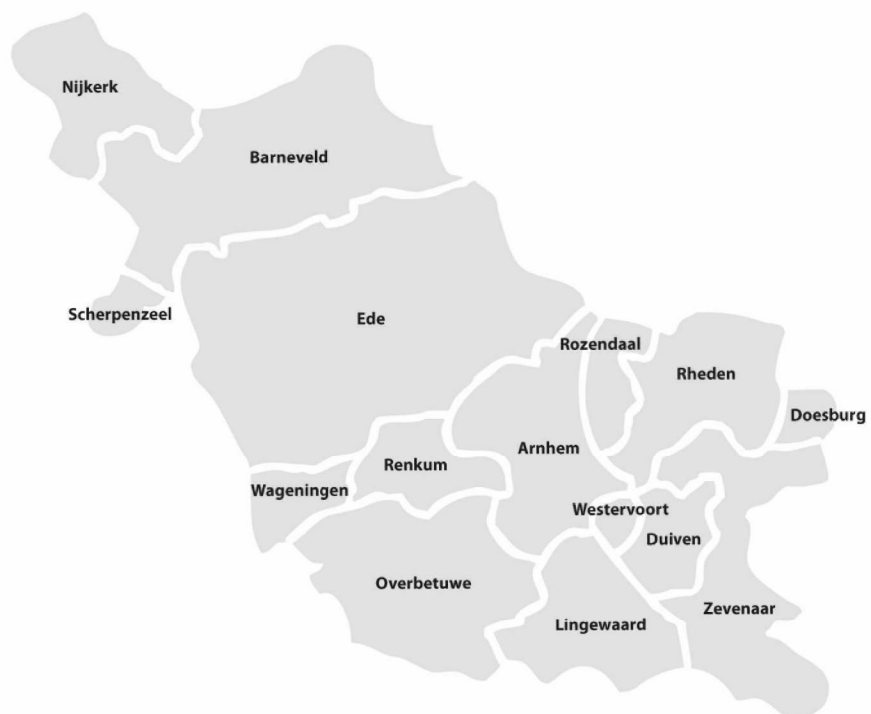 Nijkerk
Barneveld
Scherpenzeel
Ede
Rozendaal
Rheden
Doesburg
Arnhem
Renkum
Wageningen
Westervoort
Duiven
Overbetuwe
Zevenaar
Lingewaard